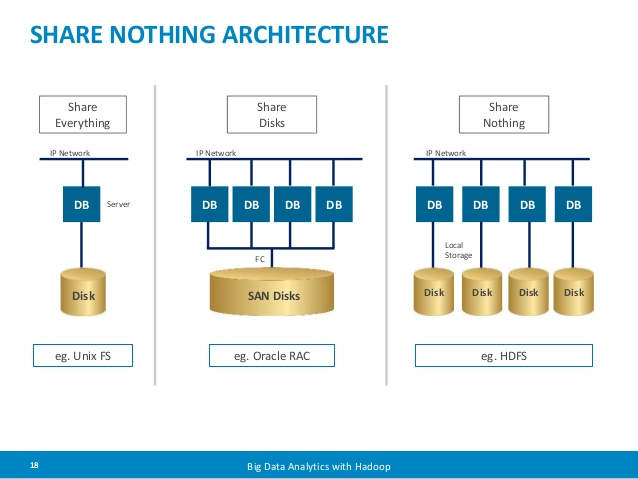 SHARE NOTHING ARCHITECTURE
Share
Everything
IP Network
DB
Server
Disk
eg. Unix FS
Share
Disks
IP Network
DB
DB
DB
DB
FC
SAN Disks
eg. Oracle RAC
Share
Nothing
IP Network
DB
DB
DB
DB
Local
Storage
Disk
Disk
Disk
Disk
eg. HDFS
18
Big Data Analytics with Hadoop